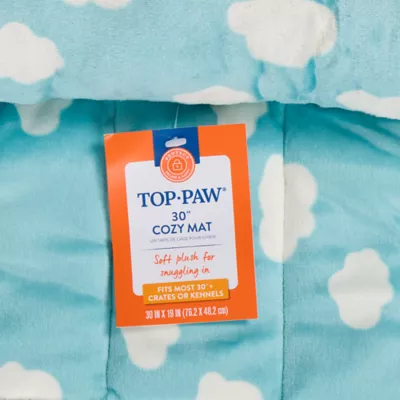 TOP·PAW®
30"
COZY MAT
Soft plush for
snuggling in
FITS MOST 30"+
CRATES OR KENNELS
30 IN X 19 IN (76.2 X 48.2 cm)